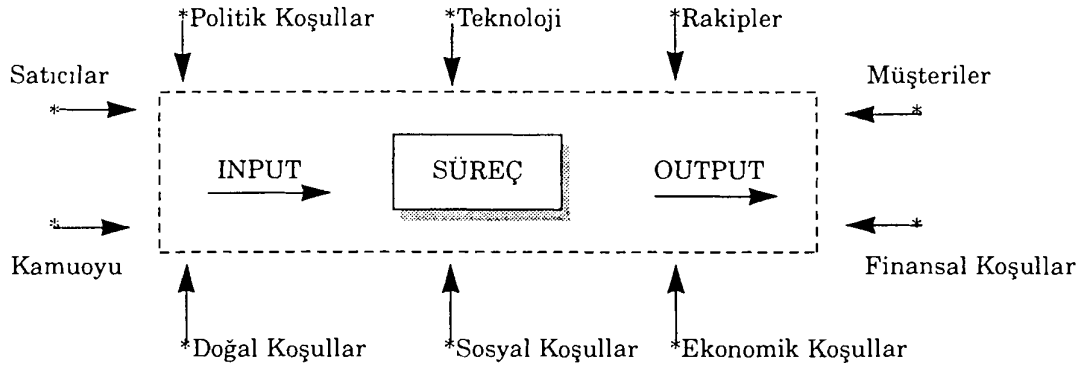 *Politik Koşullar *Teknoloji *Rakipler
Satıcılar Müşteriler
* *
INPUT SÜREÇ OUTPUT
* *
Kamuoyu Finansal Koşullar
*Doğal Koşullar *Sosyal Koşullar *Ekonomik Koşullar